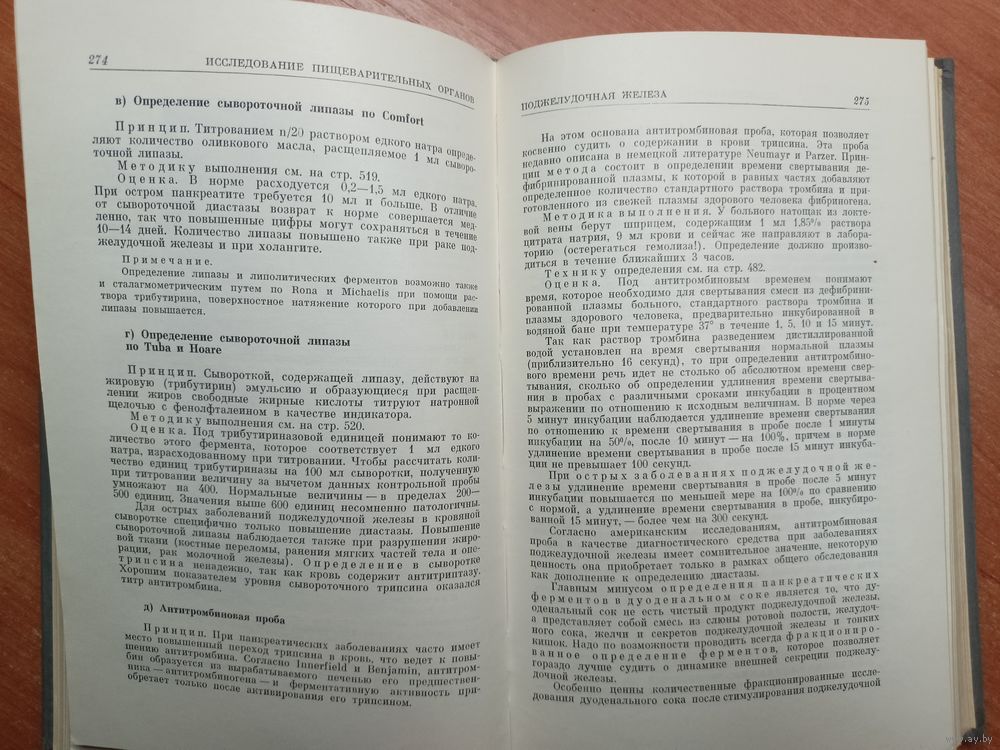 274
ИССЛЕДОВАНИЕ ПИЩЕВАРИТЕЛЬНЫХ ОРГАНОВ
в) Определение сывороточной липазы по Comfort
Принцип. Титрованием n/20 раствором едкого натра опреде-
ляют количество оливкового масла, расщепляемое 1 мл сыворо-
точной липазы.
Методику выполнения см. на стр. 519.
Оценка. В норме расходуется 0,2—1,5 мл едкого натра.
При остром панкреатите требуется 10 мл и больше. В отличие
от сывороточной диастазы возврат к норме совершается мед-
ленно, так что повышенные цифры могут сохраняться в течение
10—14 дней. Количество липазы повышено также при раке под-
желудочной железы и при холангите.
Примечание.
Определение липазы и липолитических ферментов возможно также
и сталагмометрическим путем по Rona и Michaelis при помощи рас-
твора трибутирина, поверхностное натяжение которого при добавлении
липазы повышается.
г) Определение сывороточной липазы
по Tuba и Hoare
Принцип. Сывороткой, содержащей липазу, действуют на
жировую (трибутирин) эмульсию и образующиеся при расщеп-
лении жиров свободные жирные кислоты титруют натронной
щелочью с фенолфталеином в качестве индикатора.
Методику выполнения см. на стр. 520.
Оценка. Под трибутириназовой единицей понимают то ко-
личество этого фермента, которое соответствует 1 мл едкого
натра, израсходованному при титровании. Чтобы рассчитать ко-
личество единиц трибутириназы на 100 мл сыворотки, полученную
при титровании величину за вычетом данных контрольной пробы
умножают на 400. Нормальные величины — в пределах 200—
500 единиц. Значения выше 600 единиц несомненно патологичны.
Для острых заболеваний поджелудочной железы в кровяной
сыворотке специфично только повышение диастазы. Повышение
сывороточной липазы наблюдается также при разрушении жиро-
вой ткани (костные переломы, ранения мягких частей тела и опе-
рации, рак молочной железы). Определение в сыворотке
трипсина ненадежно, так как кровь содержит антитриптазу.
Хорошим показателем уровня сывороточного трипсина оказался
титр антитромбина.
д) Антитромбиновая проба
Принцип. При панкреатических заболеваниях часто имеет
место повышенный переход трипсина в кровь, что ведет к повы-
шению антитромбина. Согласно Innerfield и Benjamin, антитром-
бин образуется из вырабатываемого печенью его предшествен-
ника — антитромбиногена — и ферментативную активность при-
обретает только после активирования его трипсином.
ПОДЖЕЛУДОЧНАЯ ЖЕЛЕЗА
275
На этом основана антитромбиновая проба, которая позволяет
косвенно судить о содержании в крови трипсина. Эта проба
недавно описана в немецкой литературе Neumayr и Parzer. Прин-
цип метода состоит в определении времени свертывания де-
фибринированной плазмы, к которой в равных частях добавляют
определенное количество стандартного раствора тромбина и при-
готовленного из свежей плазмы здорового человека фибриногена.
Методика выполнения. У больного натощак из локте-
вой вены берут шприцем, содержащим 1 мл 1,85% раствора
цитрата натрия, 9 мл крови и сейчас же направляют в лабора-
торию (остерегаться гемолиза!). Определение должно произво-
диться в течение ближайших 3 часов.
Технику определения см. на стр. 482.
Оценка. Под антитромбиновым временем понимают
время, которое необходимо для свертывания смеси из дефибри-
нированной плазмы больного, стандартного раствора тромбина и
плазмы здорового человека, предварительно инкубированной в
водяной бане при температуре 37° в течение 1, 5, 10 и 15 минут.
Так как раствор тромбина разведением дистиллированной
водой установлен на время свертывания нормальной плазмы
(приблизительно 16 секунд), то при определении антитромбино-
вого времени речь идет не столько об абсолютном времени свер-
тывания, сколько об определении удлинения времени свертыва-
ния в пробах с различными сроками инкубации в процентном
выражении по отношению к исходным величинам. В норме через
5 минут инкубации наблюдается удлинение времени свертывания
по отношению к времени свертывания в пробе после 1 минуты
инкубации на 50%, после 10 минут — на 100%, причем в норме
удлинение времени свертывания в пробе после 15 минут инкуба-
ции не превышает 100 секунд.
При острых заболеваниях поджелудочной же-
лезы удлинение времени свертывания в пробе после 5 минут
инкубации повышается по меньшей мере на 100% по сравнению
с нормой, а удлинение времени свертывания в пробе, инкубиро-
ванной 15 минут, — более чем на 300 секунд.
Согласно американским исследованиям, антитромбиновая
проба в качестве диагностического средства при заболеваниях
поджелудочной железы имеет сомнительное значение, некоторую
ценность она приобретает только в рамках общего обследования
как дополнение к определению диастазы.
Главным минусом определения панкреатических
ферментов в дуоденальном соке является то, что ду-
оденальный сок не есть чистый продукт поджелудочной железы,
а представляет собой смесь из слюны ротовой полости, желудоч-
ного сока, желчи и секретов поджелудочной железы и тонких
кишок. Надо по возможности проводить всегда фракциониро-
ванное определение ферментов, которое позволяет
гораздо лучше судить о динамике внешней секреции поджелу-
дочной железы.
Особенно ценны количественные фракционированные иссле-
дования дуоденального сока после стимулирования поджелудочной
www.ay.by